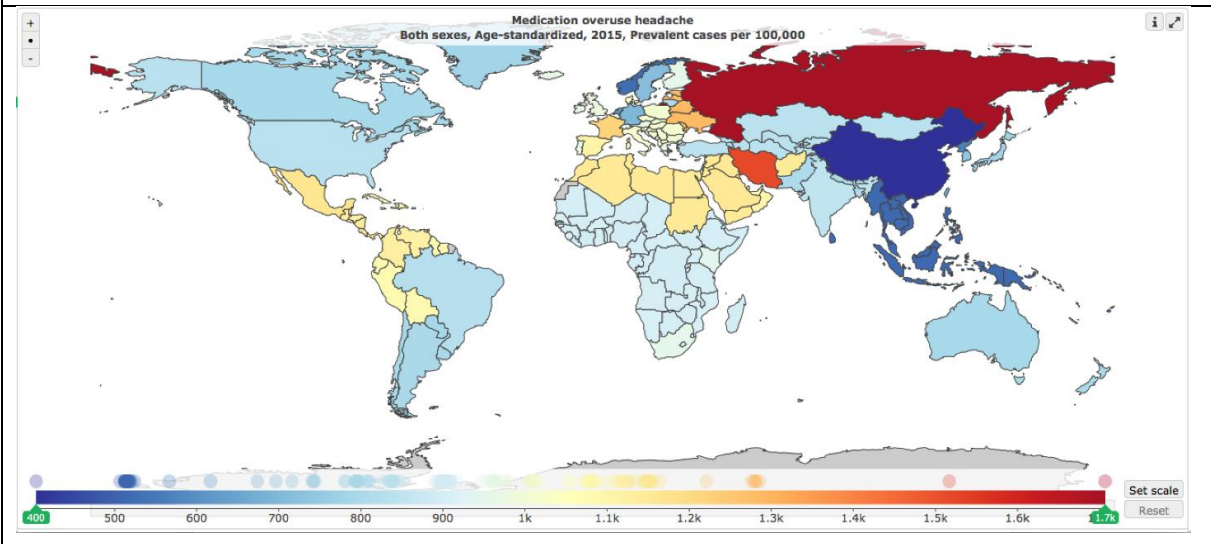 +
Medication overuse headache
i
•
Both sexes, Age-standardized, 2015, Prevalent cases per 100,000
-
Set scale
400 500 600 700 800 900 1k 1.1k 1.2k 1.3k 1.4k 1.5k 1.6k 1.7k
Reset